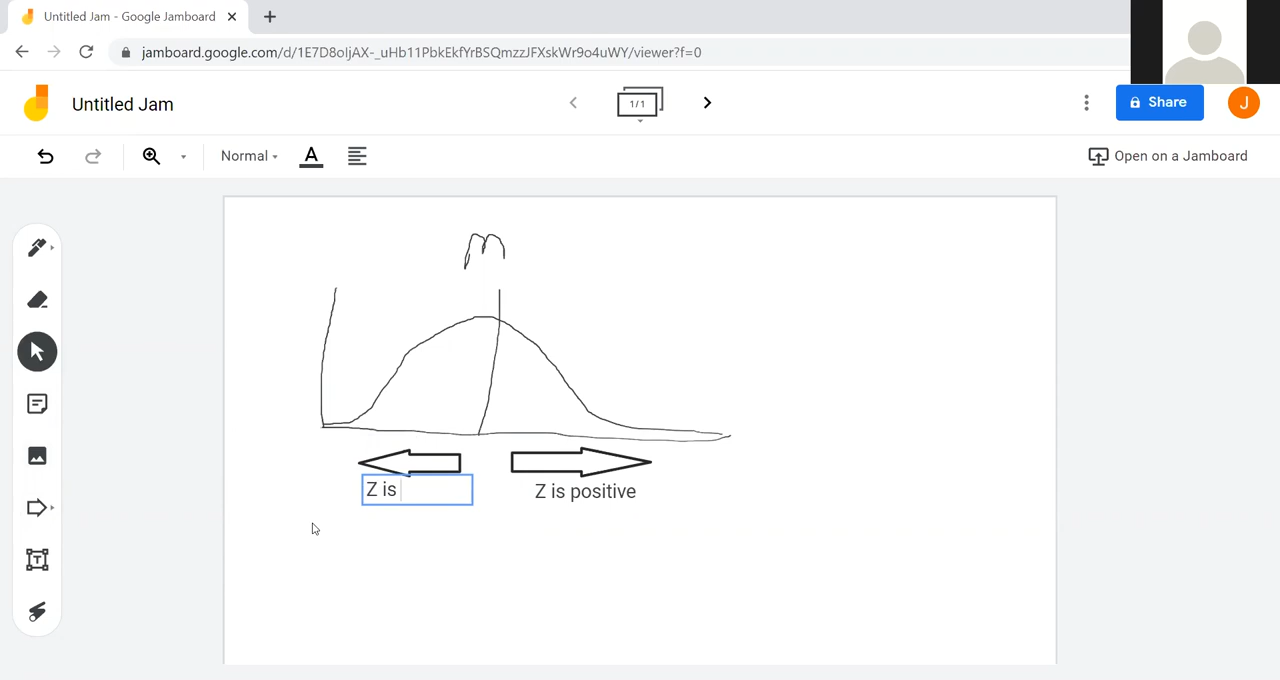 Untitled Jam - Google Jamboard
jamboard.google.com/d/1E7D8oIjAX-_uHb11PbkEkfYrBSQmzzJFXskWr9o4uWY/viewer?f=0
Untitled Jam
1/1
Share
J
Normal
A
Open on a Jamboard
T
M
Z is
Z is positive